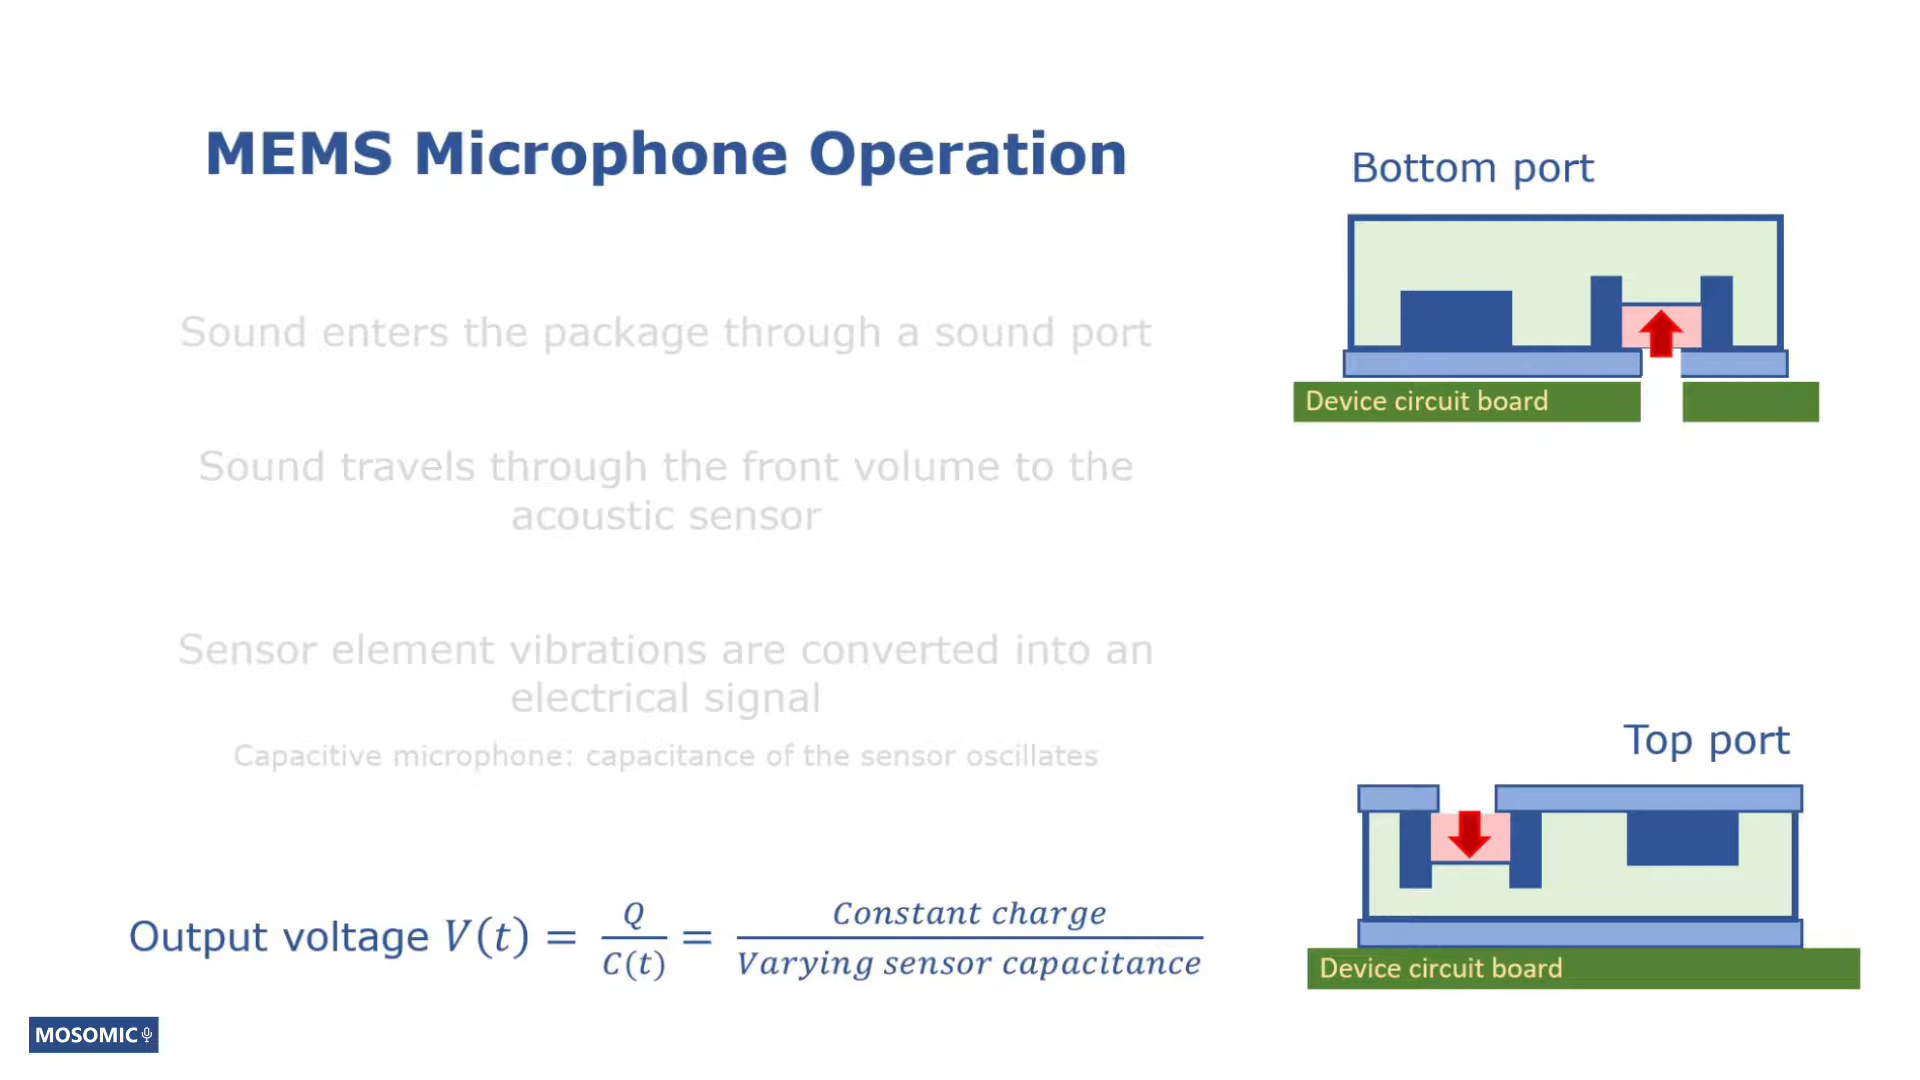 MEMS Microphone Operation
Sound enters the package through a sound port
Sound travels through the front volume to the
acoustic sensor
Sensor element vibrations are converted into an
electrical signal
Capacitive microphone: capacitance of the sensor oscillates
Output voltage V(t) = Q/C(t) = Constant charge/Varying sensor capacitance
Bottom port
Device circuit board
Top port
Device circuit board
MOSOMIC